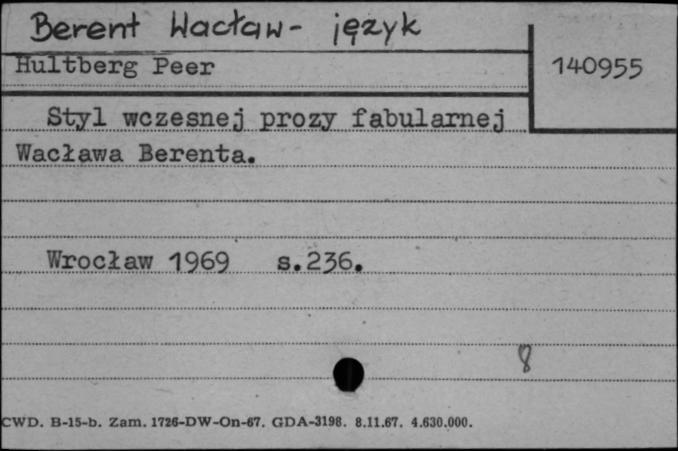 Berent Wacław - język
Hultberg Peer
140955
Styl wczesnej prozy fabularnej
Wacława Berenta.
Wrocław 1969 s.236.
8
CWD. B-15-b. Zam. 1726-DW-On-67. GDA-3198. 8.11.67. 4.630.000.